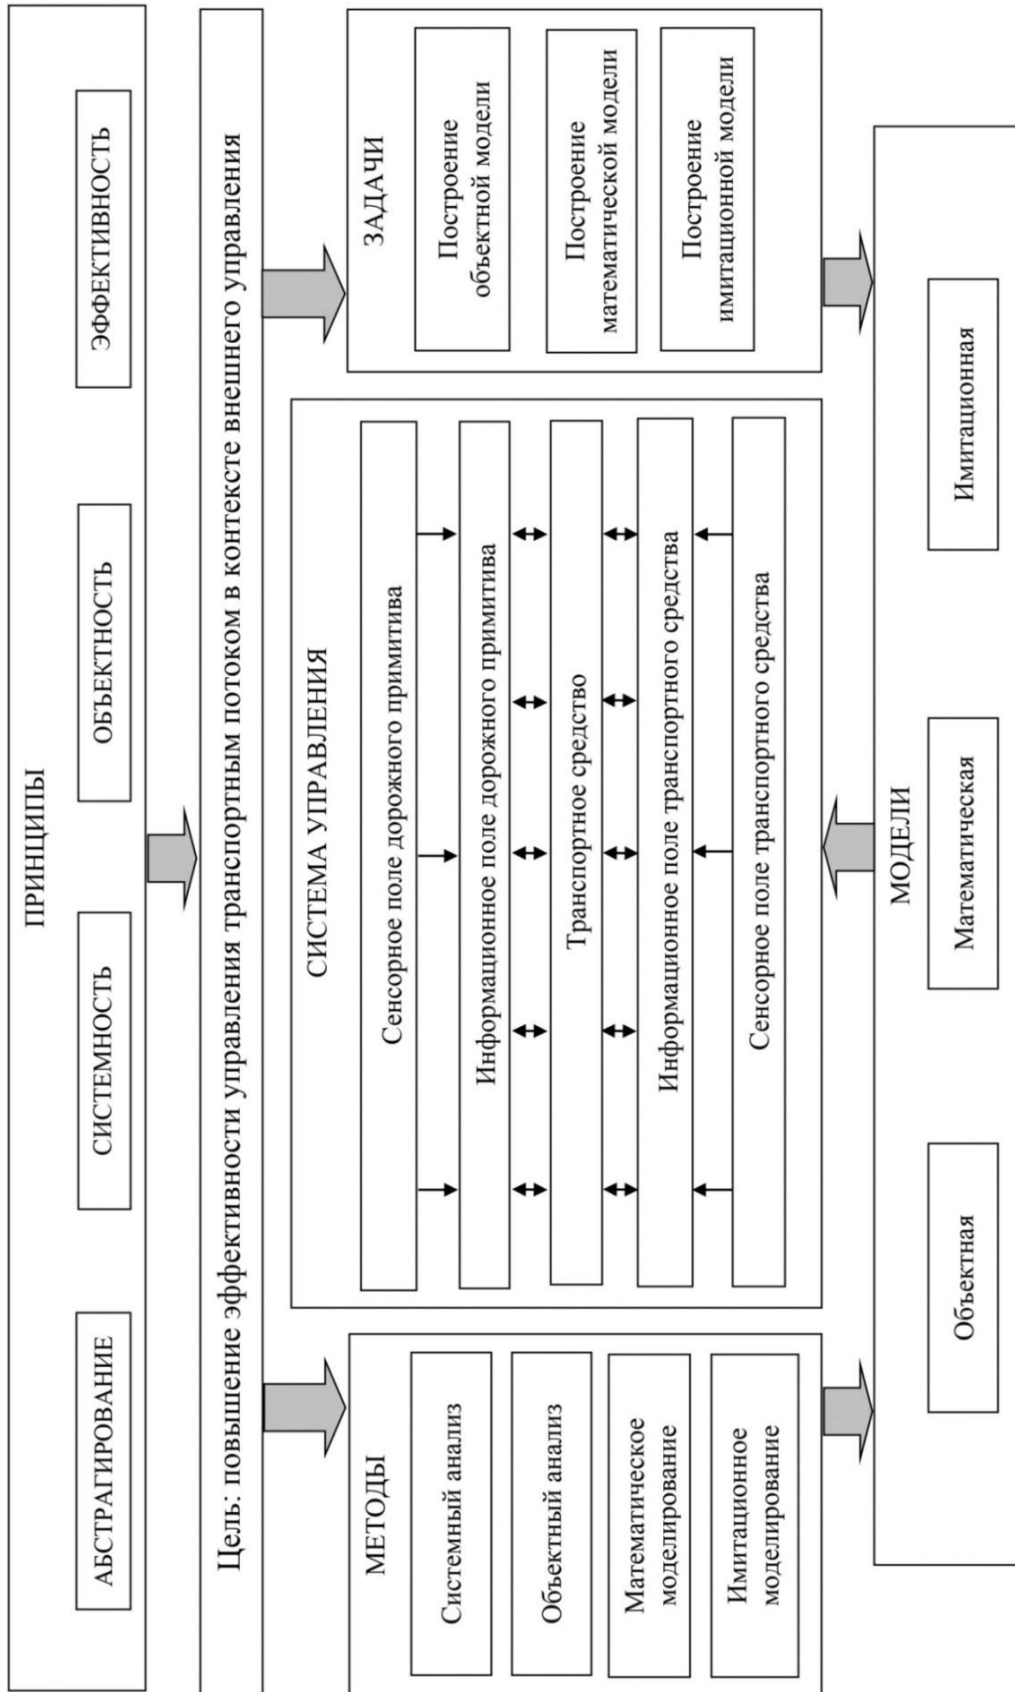 ПРИНЦИПЫ
АБСТРАГИРОВАНИЕ
СИСТЕМНОСТЬ
ОБЪЕКТНОСТЬ
ЭФФЕКТИВНОСТЬ
Цель: повышение эффективности управления транспортным потоком в контексте внешнего управления
МЕТОДЫ
Системный анализ
Объектный анализ
Математическое
моделирование
Имитационное
моделирование
СИСТЕМА УПРАВЛЕНИЯ
Сенсорное поле дорожного примитива
Информационное поле дорожного примитива
Транспортное средство
Информационное поле транспортного средства
Сенсорное поле транспортного средства
ЗАДАЧИ
Построение
объектной модели
Построение
математической модели
Построение
имитационной модели
МОДЕЛИ
Объектная
Математическая
Имитационная